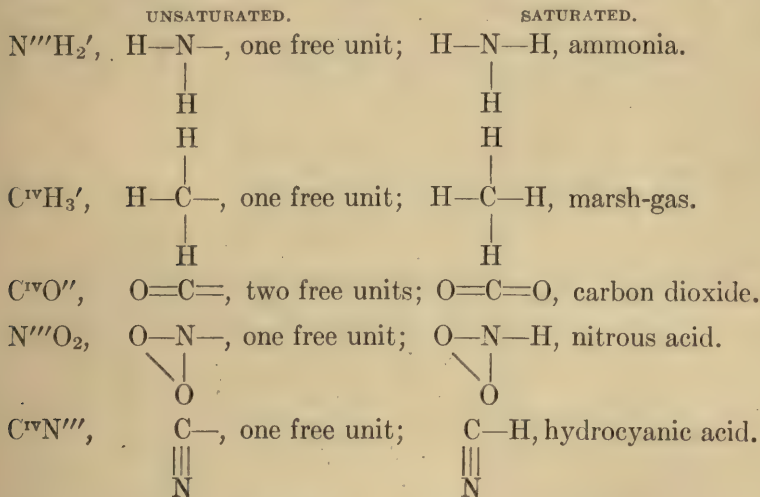 UNSATURATED. SATURATED.
N‴H₂′, H—N—, one free unit; H—N—H, ammonia.
| |
H H
H H
| |
CᴵⱽH₃′, H—C—, one free unit; H—C—H, marsh-gas.
| |
H H
CᴵⱽO″, O=C=, two free units; O=C=O, carbon dioxide.
N‴O₂, O—N—, one free unit; O—N—H, nitrous acid.
\ | \ |
O O
CᴵⱽN‴, C—, one free unit; C—H, hydrocyanic acid.
||| |||
N N